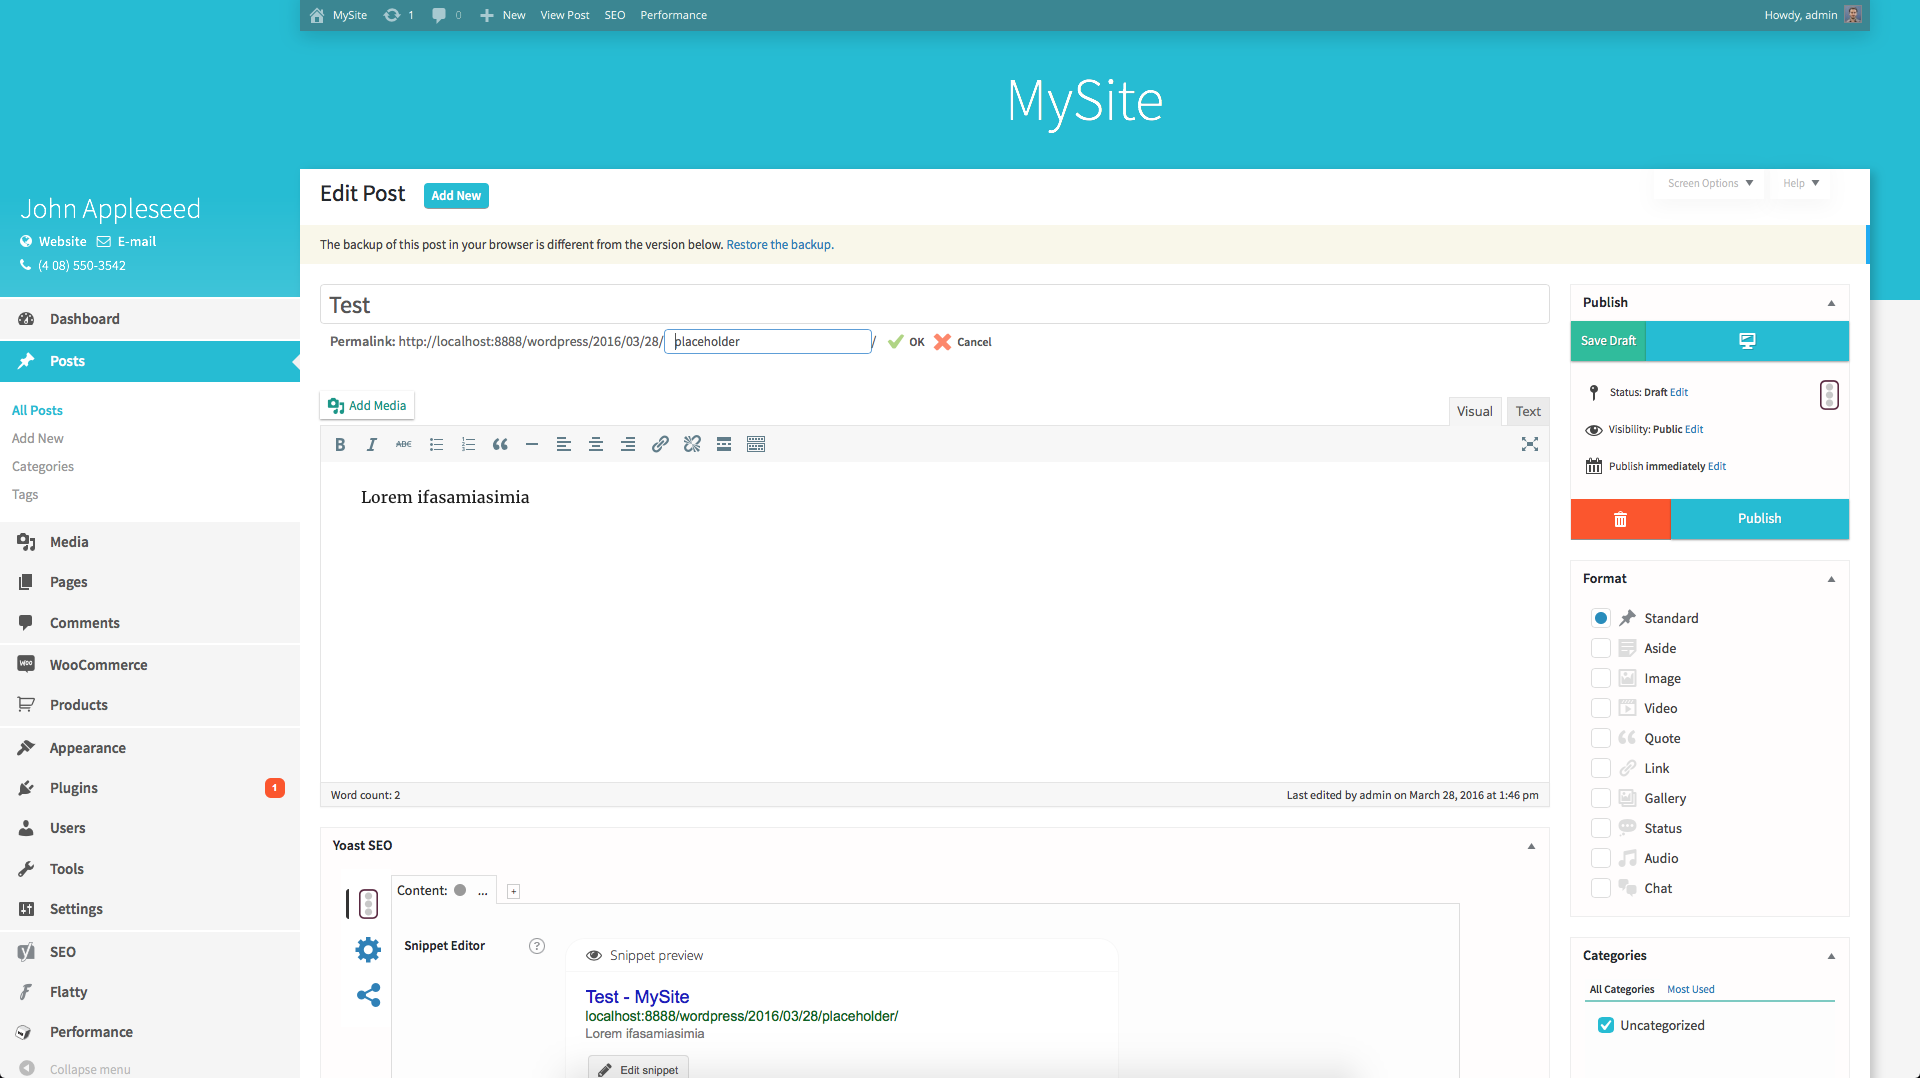 MySite 1 0 New View Post SEO Performance Howdy, admin
MySite
John Appleseed
Website E-mail
(4 08) 550-3542
Dashboard
Posts
All Posts
Add New
Categories
Tags
Media
Pages
Comments
WooCommerce
Products
Appearance
Plugins 1
Users
Tools
Settings
SEO
Flatty
Performance
Collapse menu
Edit Post Add New
Screen Options Help
The backup of this post in your browser is different from the version below. Restore the backup.
Test
Permalink: http://localhost:8888/wordpress/2016/03/28/ placeholder / OK Cancel
Add Media
Visual Text
B I ABC
Lorem ifasamiasimia
Word count: 2 Last edited by admin on March 28, 2016 at 1:46 pm
Yoast SEO
Content: ... +
Snippet Editor ?
Snippet preview
Test - MySite
localhost:8888/wordpress/2016/03/28/placeholder/
Lorem ifasamiasimia
Edit snippet
Publish
Save Draft
Status: Draft Edit
Visibility: Public Edit
Publish immediately Edit
Publish
Format
Standard
Aside
Image
Video
Quote
Link
Gallery
Status
Audio
Chat
Categories
All Categories Most Used
Uncategorized